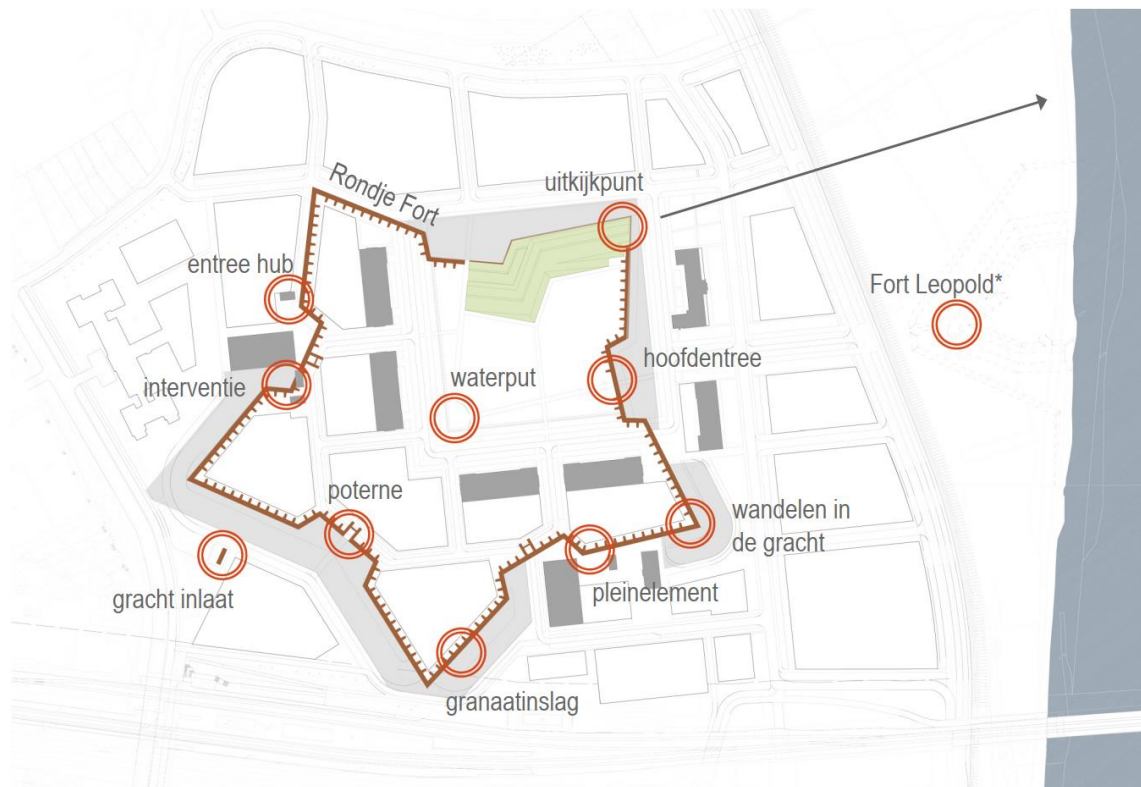 Rondje Fort
uitkijkpunt
entree hub
Fort Leopold*
interventie
waterput
hoofdentree
poterne
wandelen in
de gracht
gracht inlaat
pleinelement
granaatinslag